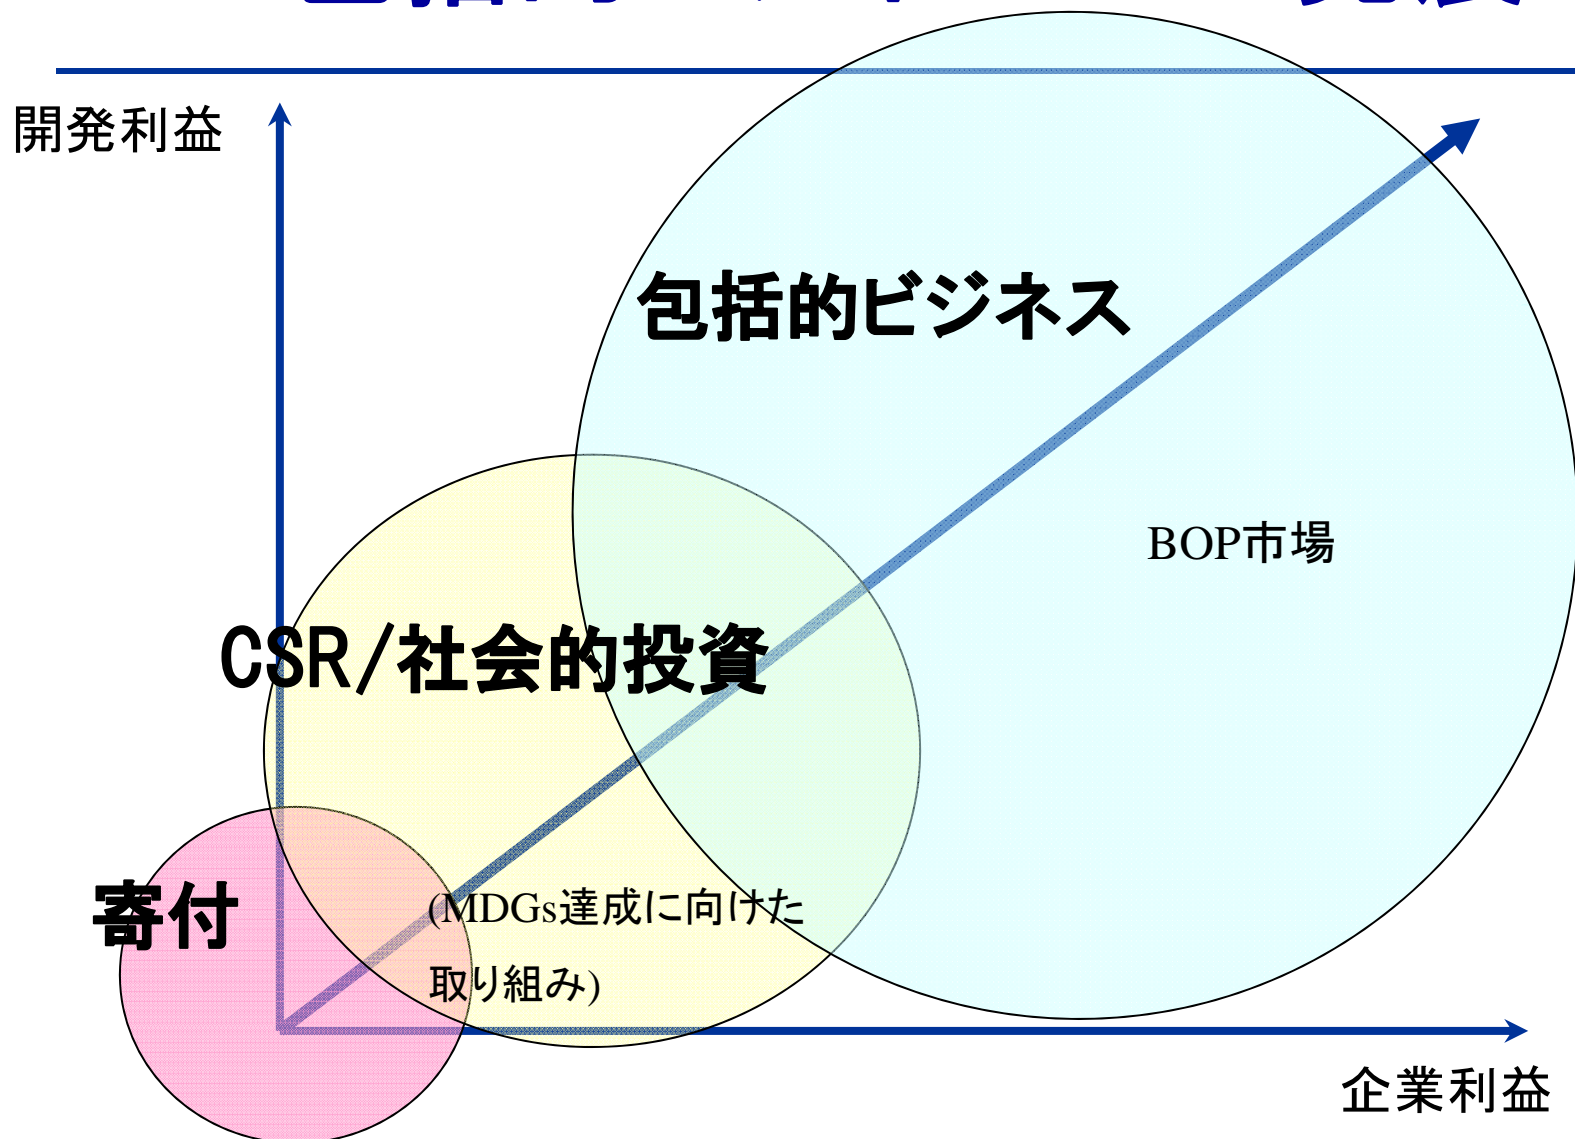 開発利益
包括的ビジネス
BOP市場
CSR/社会的投資
寄付
(MDGs達成に向けた
取り組み)
企業利益